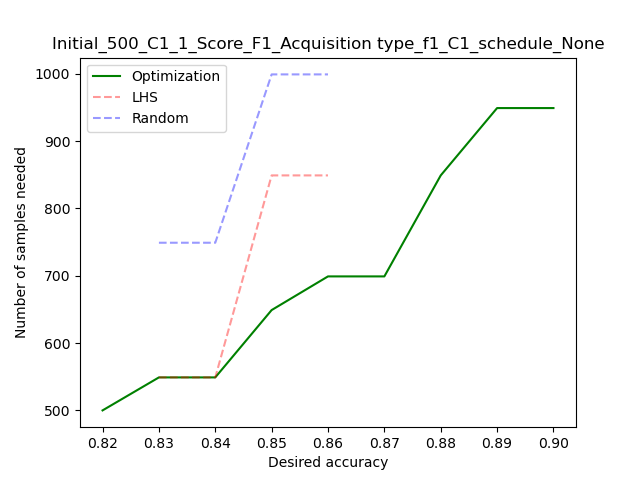 Initial_500_C1_1_Score_F1_Acquisition type_f1_C1_schedule_None
Optimization
LHS
Random
Number of samples needed
1000
900
800
700
600
500
0.82 0.83 0.84 0.85 0.86 0.87 0.88 0.89 0.90
Desired accuracy